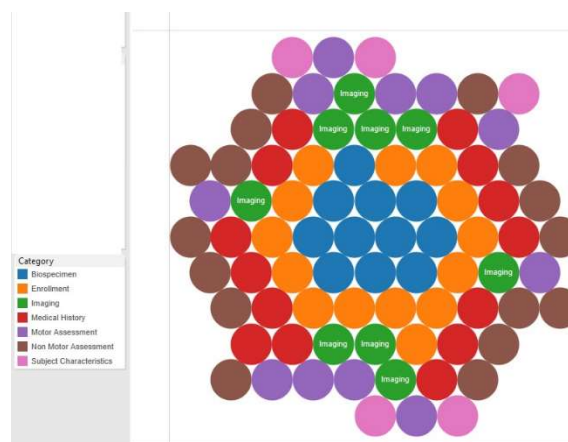 Imaging
Imaging Imaging Imaging
Imaging
Category
Biospecimen
Enrollment
Imaging
Imaging
Medical History
Motor Assessment
Non Motor Assessment
Subject Characteristics
Imaging Imaging
Imaging